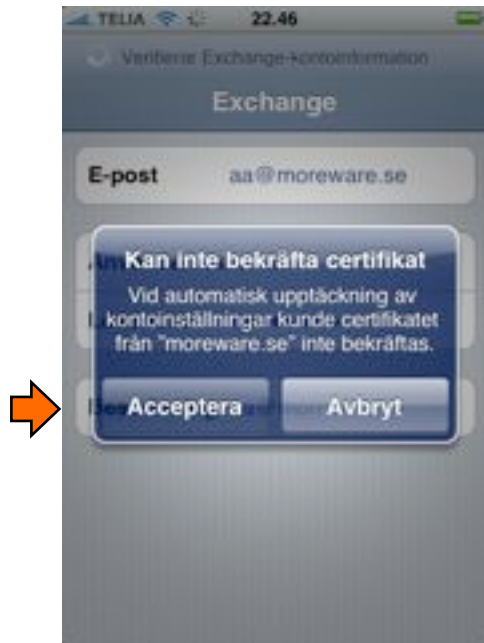 TELIA 22.46
Verifierar Exchange-kontoinformation
Exchange
E-post aa@moreware.se
Kan inte bekräfta certifikat
Vid automatisk upptäckning av
kontoinställningar kunde certifikatet
från "moreware.se" inte bekräftas.
Acceptera Avbryt